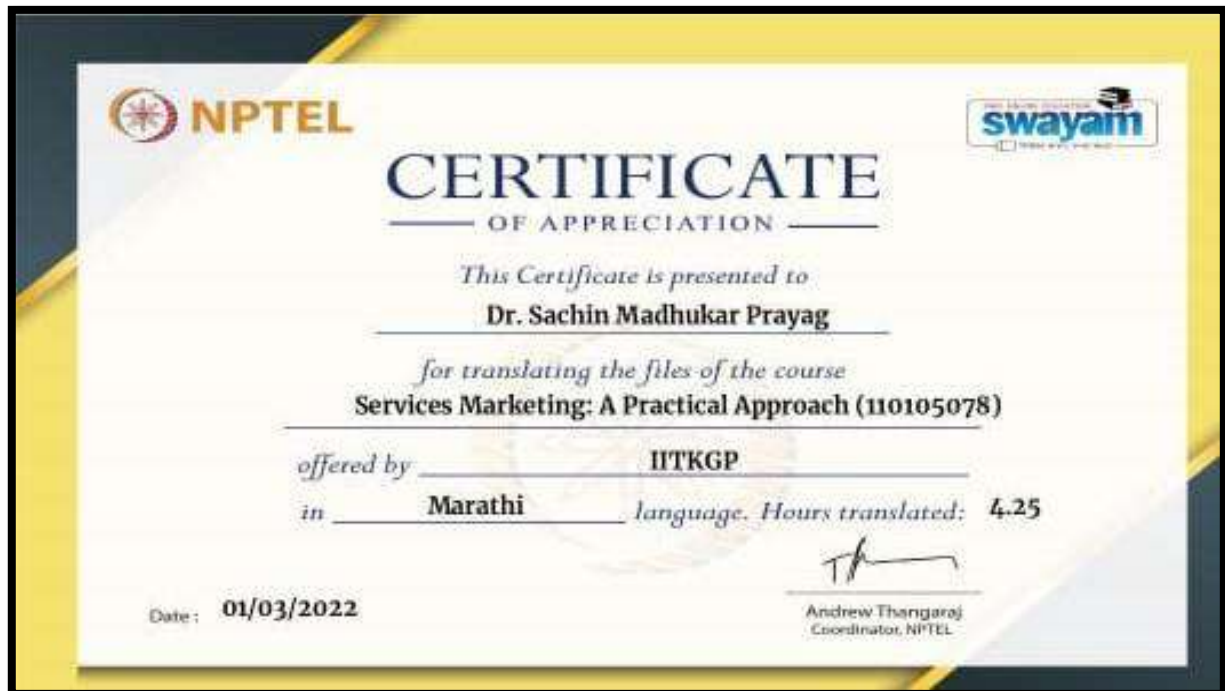 NPTEL
swayam
CERTIFICATE
OF APPRECIATION
This Certificate is presented to
Dr. Sachin Madhukar Prayag
for translating the files of the course
Services Marketing: A Practical Approach (110105078)
offered by IITKGP
in Marathi language. Hours translated: 4.25
Date: 01/03/2022
Andrew Thangaraj
Coordinator, NPTEL